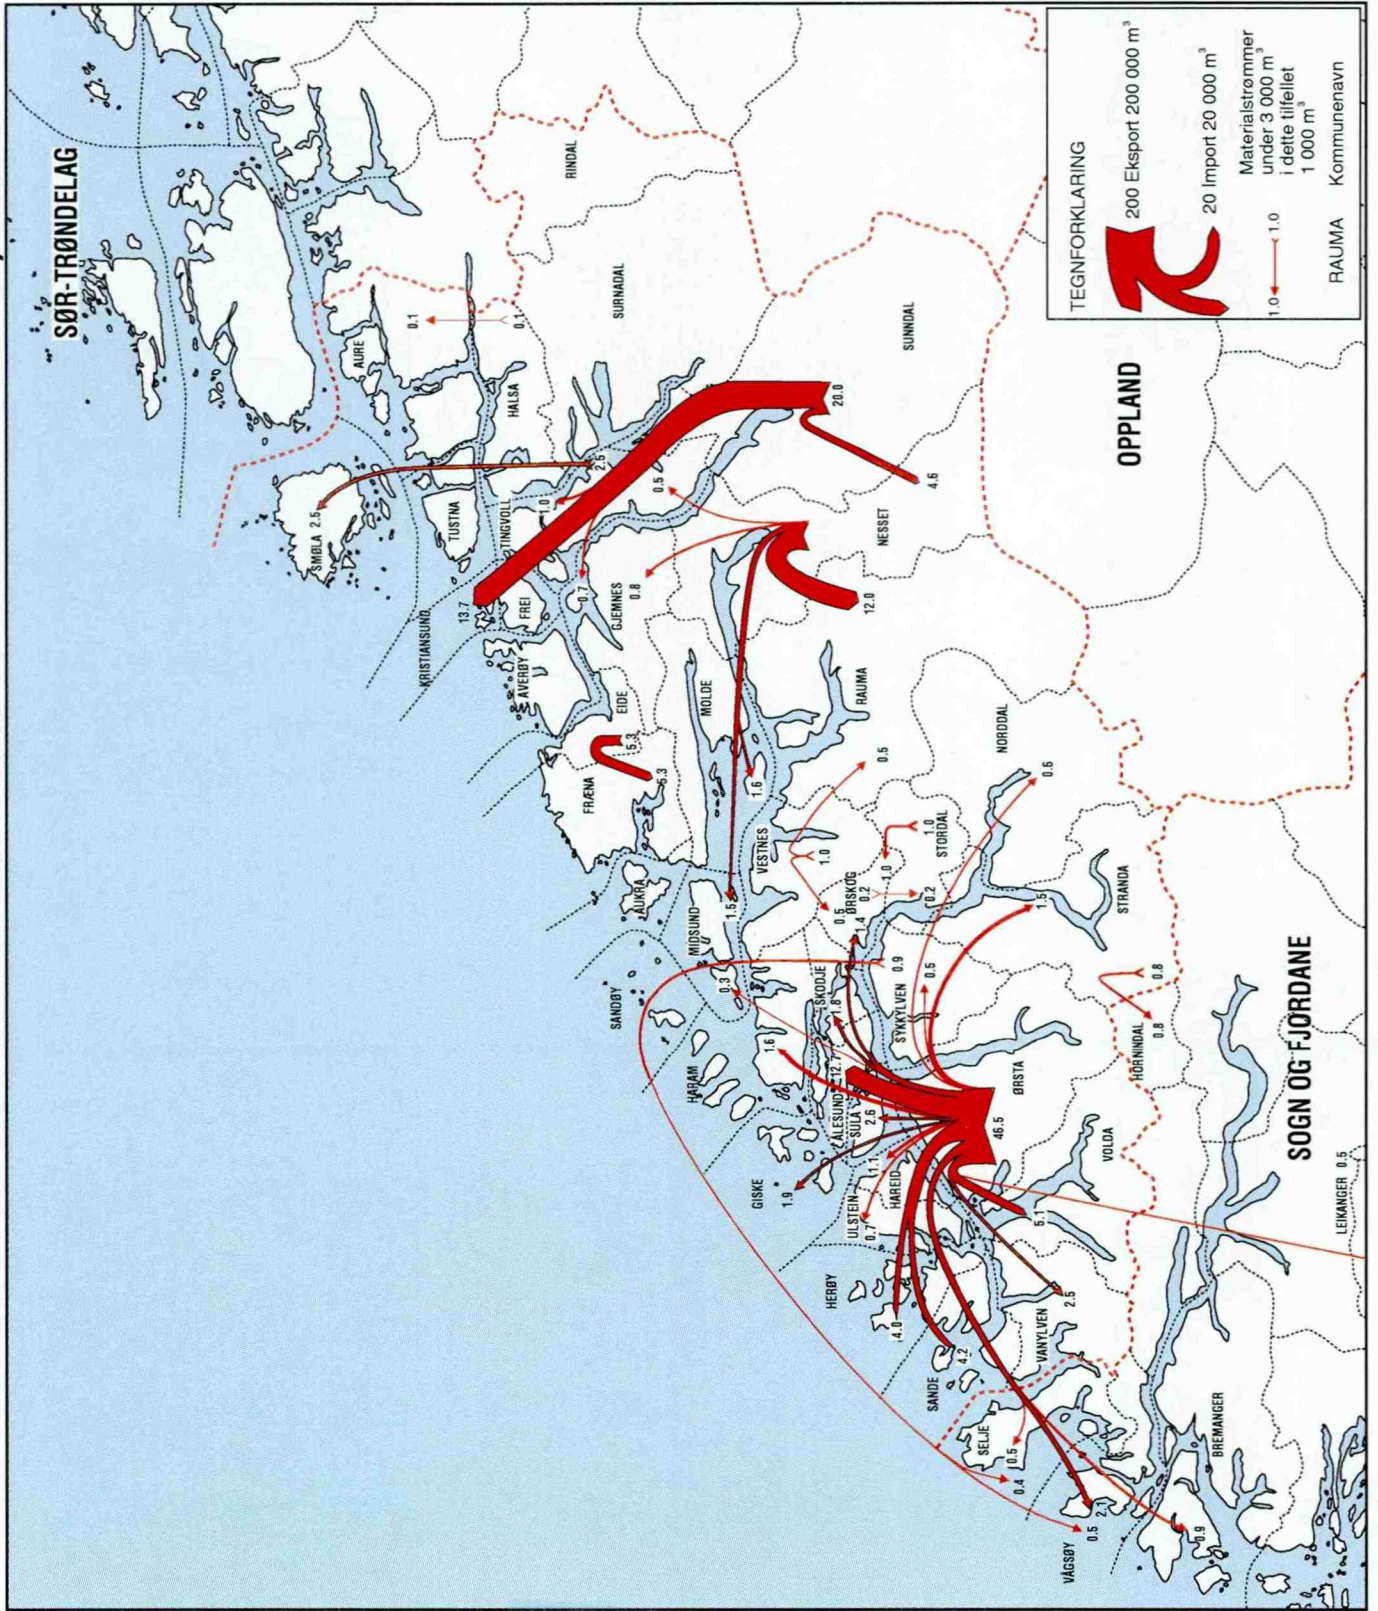 SØR-TRØNDELAG
SMØLA 2.5
AURE
0.1
0.1
RINDAL
TUSTNA
HALSA
SURNADAL
KRISTIANSUND
13.7
FREI
TINGVOLL
1.0
2.5
0.5
0.7
0.8
GJEMNES
AVERØY
EIDE
FRÆNA
5.3
5.3
20.0
4.6
SUNNDAL
NESSET
12.0
MOLDE
1.6
1.5
RAUMA
AUKRA
MIDSUND
VESTNES
1.0
0.5
0.5
SANDØY
0.3
HARAM
1.6
ØRSKOG
0.2
0.2
1.0
1.0
STORDAL
NORDDAL
0.6
1.4
SKODJE
1.8
0.9
0.5
SYKKYLVEN
1.5
STRANDA
ÅLESUND 12.7
SULA
2.6
GISKE
1.9
1.1
HAREID
ULSTEIN
0.7
ØRSTA
46.5
VOLDA
5.1
HORNINDAL
0.8
0.8
HERØY
4.0
SANDE
4.2
VANYLVEN
2.5
SELJE
0.5
0.4
VÅGSØY
0.5
2.1
0.9
BREMANGER
LEIKANGER 0.5
SOGN OG FJORDANE
OPPLAND
TEGNFORKLARING
200 Eksport 200 000 m³
20 Import 20 000 m³
1.0 1.0
Materialstrømmer
under 3 000 m³
i dette tilfellet
1 000 m³
RAUMA Kommunenavn